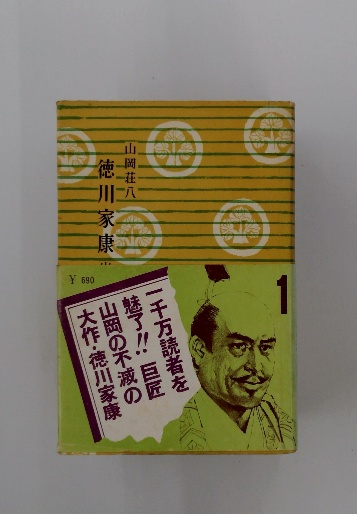 山岡荘八
徳川家康
¥ 690
1
一千万読者を
魅了!! 巨匠
山岡の不滅の
大作・徳川家康